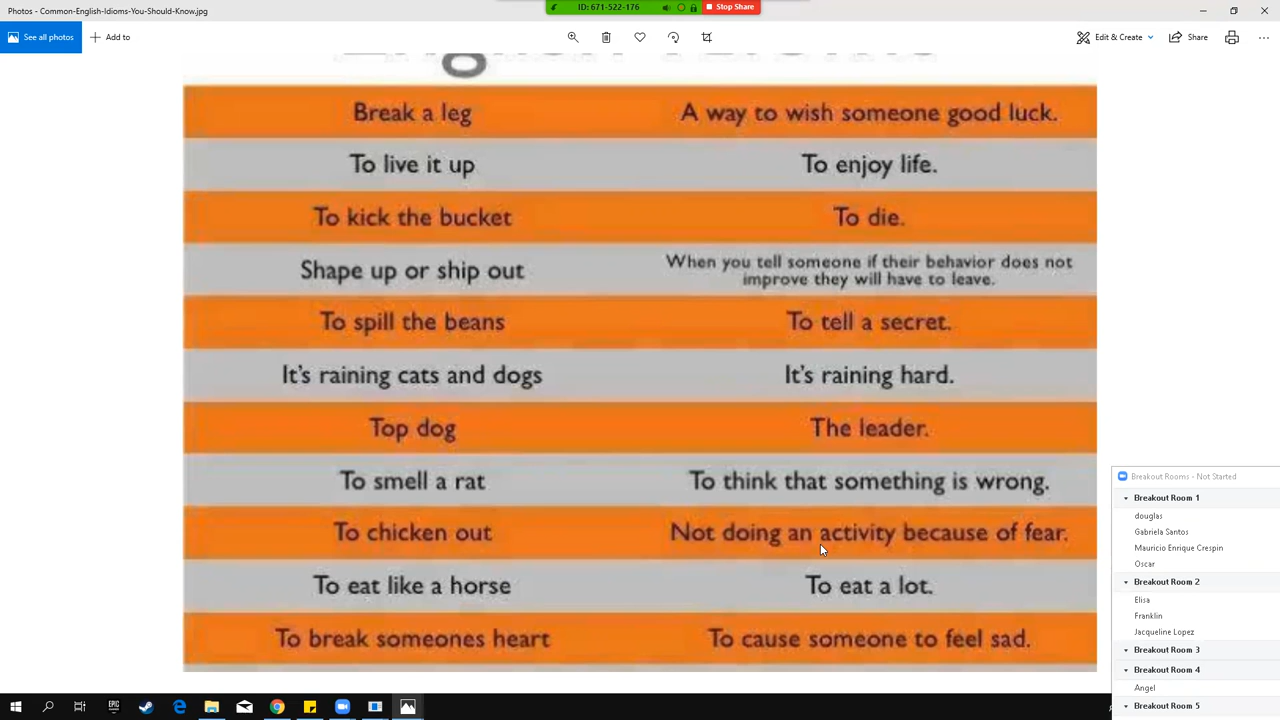 Photos - Common-English-Idioms-You-Should-Know.jpg
ID: 671-522-176
Stop Share
See all photos
Add to
Edit & Create
Share
Break a leg
A way to wish someone good luck.
To live it up
To enjoy life.
To kick the bucket
To die.
Shape up or ship out
When you tell someone if their behavior does not
improve they will have to leave.
To spill the beans
To tell a secret.
It's raining cats and dogs
It's raining hard.
Top dog
The leader.
To smell a rat
To think that something is wrong.
To chicken out
Not doing an activity because of fear.
To eat like a horse
To eat a lot.
To break someones heart
To cause someone to feel sad.
Breakout Rooms - Not Started
Breakout Room 1
douglas
Gabriela Santos
Mauricio Enrique Crespin
Oscar
Breakout Room 2
Elisa
Franklin
Jacqueline Lopez
Breakout Room 3
Breakout Room 4
Angel
Breakout Room 5
EPIC